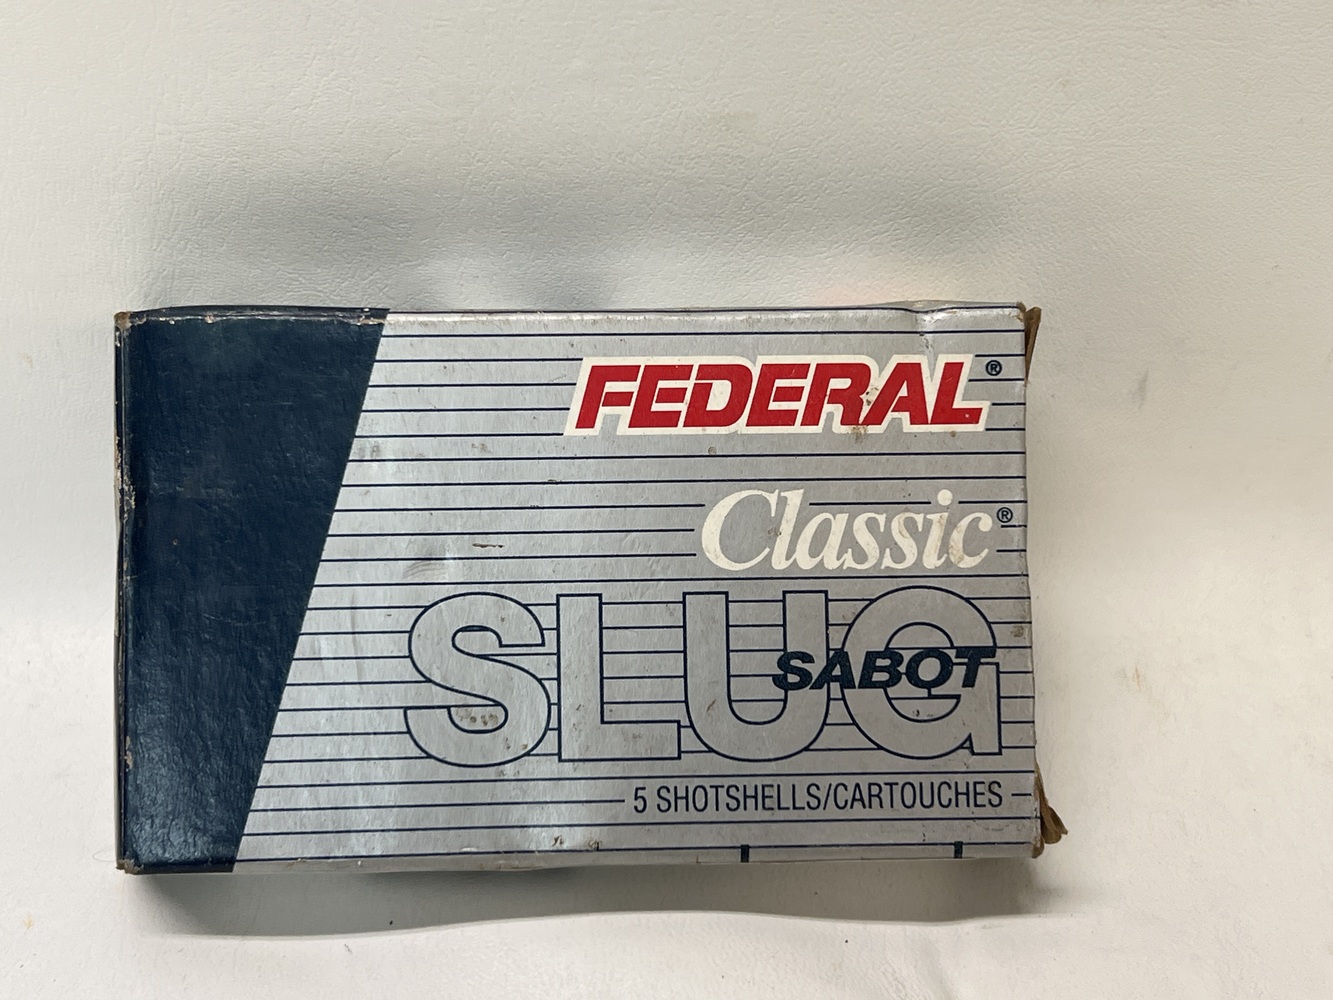 FEDERAL®
Classic®
SLUG
SABOT
5 SHOTSHELLS/CARTOUCHES